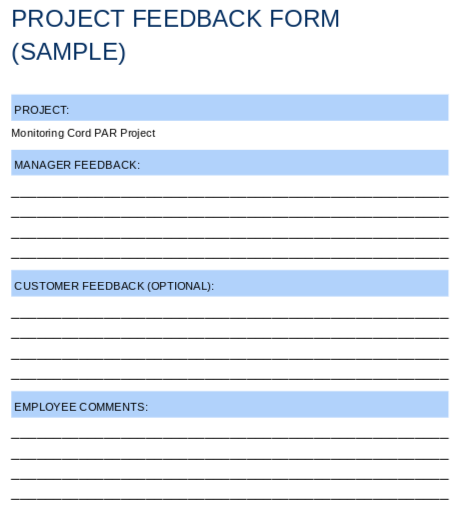 PROJECT FEEDBACK FORM
(SAMPLE)
PROJECT:
Monitoring Cord PAR Project
MANAGER FEEDBACK:
CUSTOMER FEEDBACK (OPTIONAL):
EMPLOYEE COMMENTS: